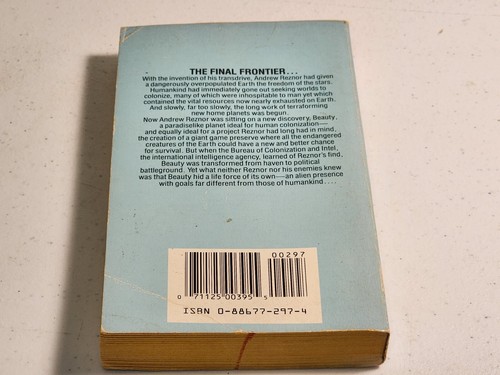 THE FINAL FRONTIER...
With the invention of his transdrive, Andrew Reznor had given
a dangerously overpopulated Earth the freedom of the stars.
Humankind had immediately gone out seeking worlds to
colonize, many of which were inhospitable to man yet which
contained the vital resources now nearly exhausted on Earth.
And slowly, far too slowly, the long work of terraforming
new home planets was begun.
Now Andrew Reznor was sitting on a new discovery, Beauty,
a paradiselike planet ideal for human colonization—
and equally ideal for a project Reznor had long had in mind,
the creation of a giant game preserve where all the endangered
creatures of the Earth could have a new and better chance
for survival. But when the Bureau of Colonization and Intel,
the international intelligence agency, learned of Reznor's find,
Beauty was transformed from haven to political
battleground. Yet what neither Reznor nor his enemies knew
was that Beauty hid a life force of its own—an alien presence
with goals far different from those of humankind....
00297
0 71125 00395 5
ISBN 0-88677-297-4